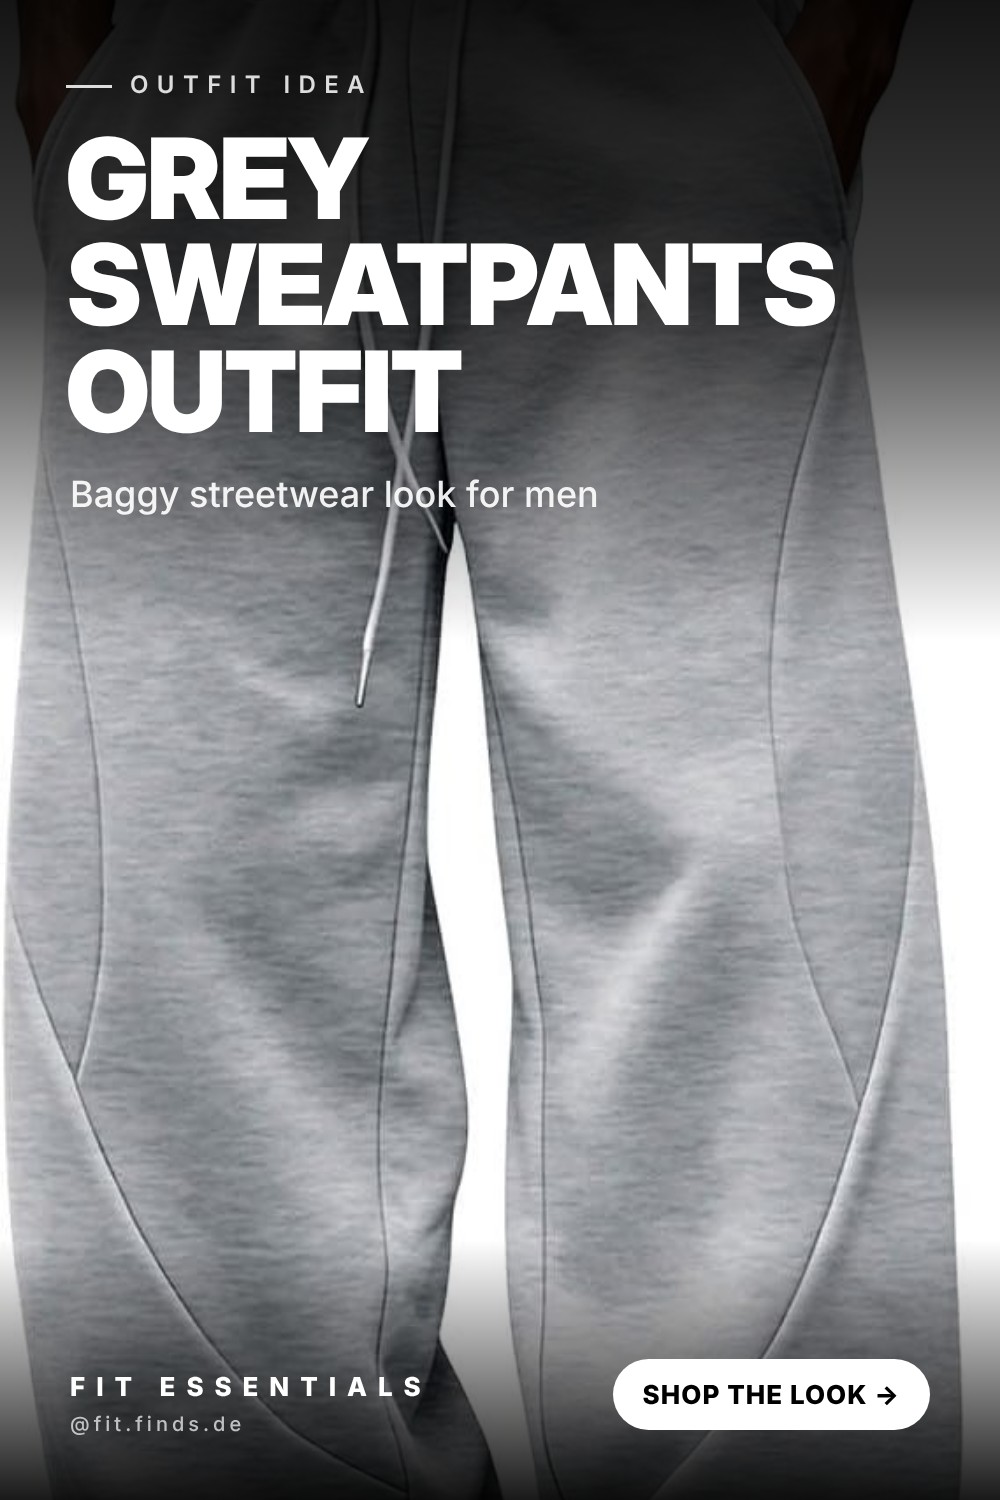 OUTFIT IDEA
GREY
SWEATPANTS
OUTFIT
Baggy streetwear look for men
FIT ESSENTIALS
@fit.finds.de
SHOP THE LOOK →